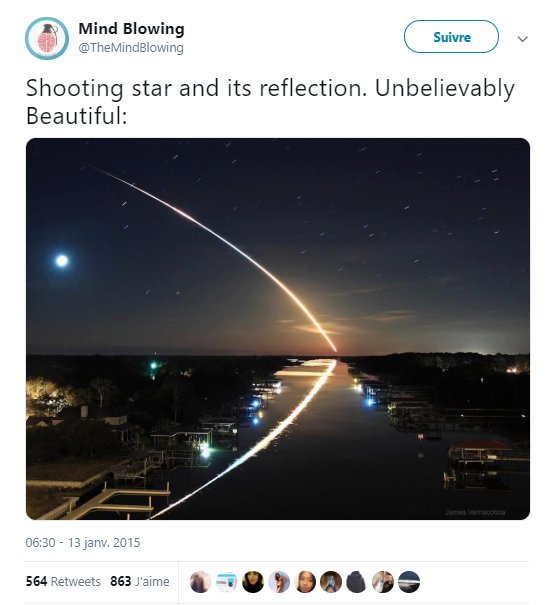 Mind Blowing
@TheMindBlowing
Suivre
Shooting star and its reflection. Unbelievably
Beautiful:
James Vernacotola
06:30 - 13 janv. 2015
564 Retweets 863 J'aime